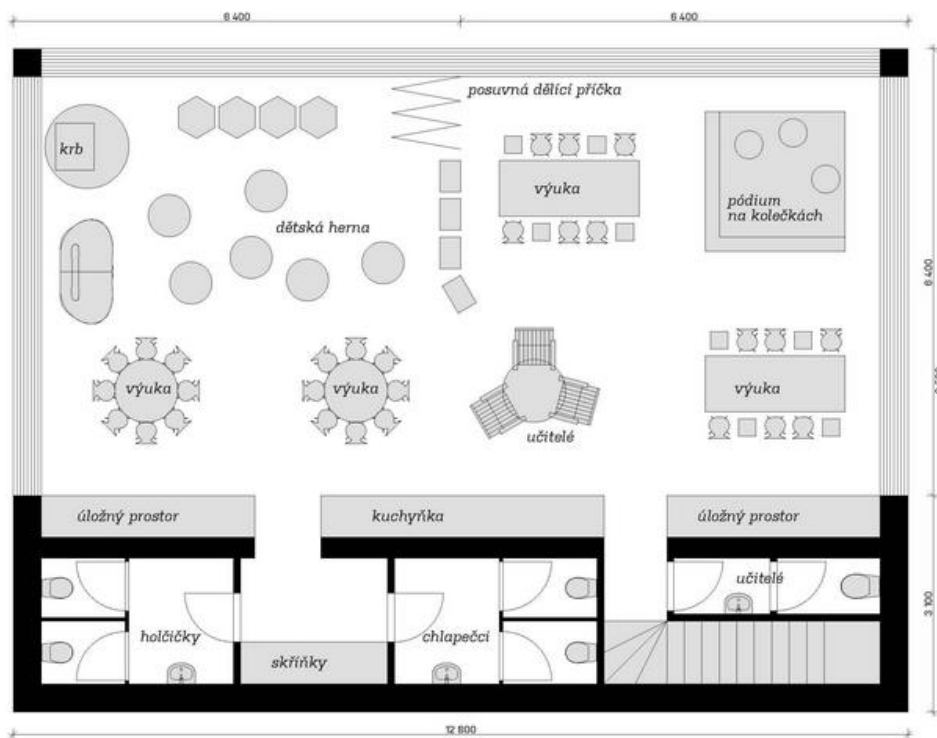 6 400
6 400
posuvná dělící příčka
krb
výuka
pódium
na kolečkách
dětská herna
6 400
výuka
výuka
výuka
učitelé
úložný prostor
kuchyňka
úložný prostor
učitelé
3 100
holčičky
chlapečci
skříňky
12 800